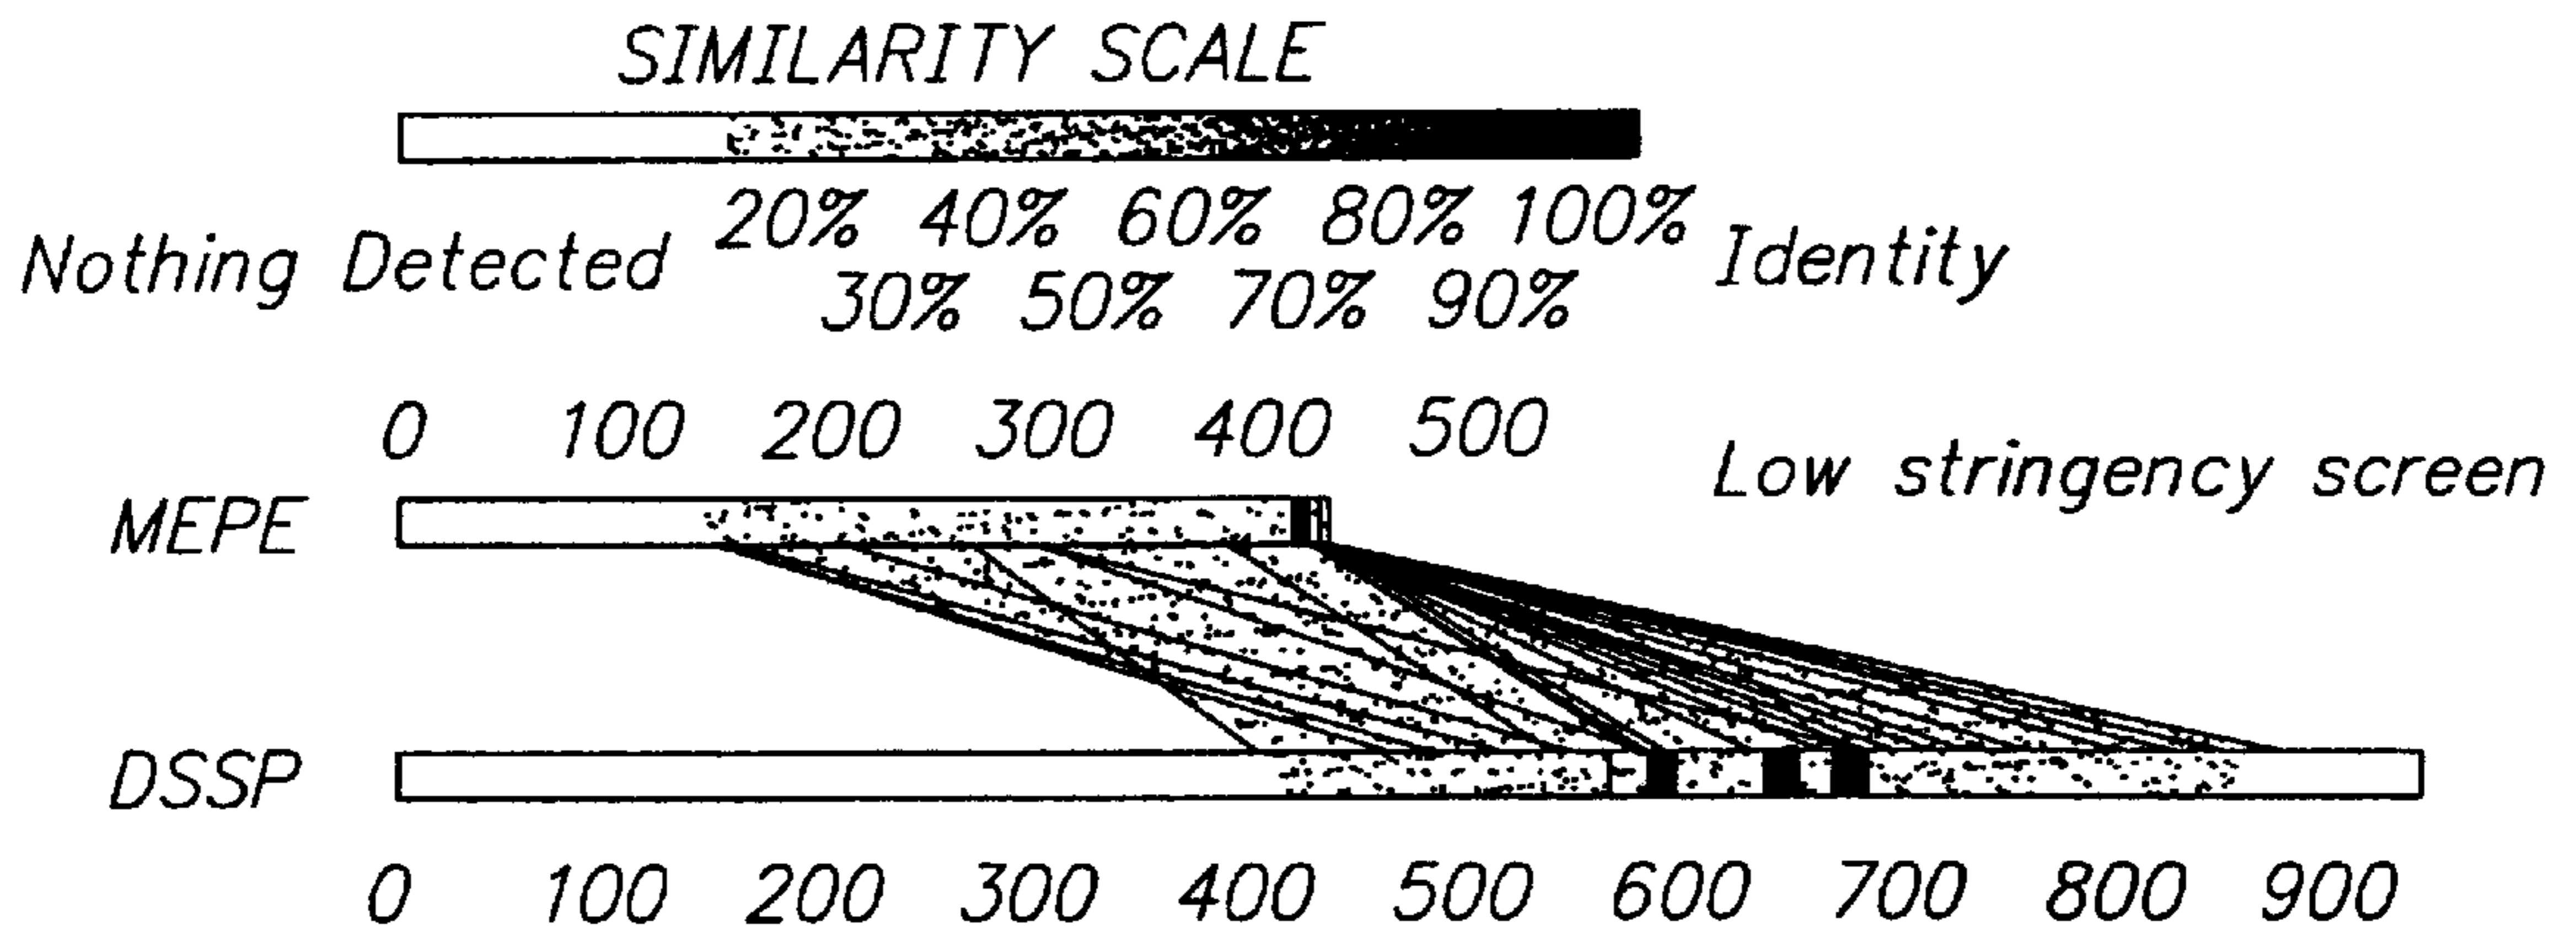 SIMILARITY SCALE
20% 40% 60% 80% 100%
Nothing Detected Identity
30% 50% 70% 90%
0 100 200 300 400 500
Low stringency screen
MEPE
DSSP
0 100 200 300 400 500 600 700 800 900